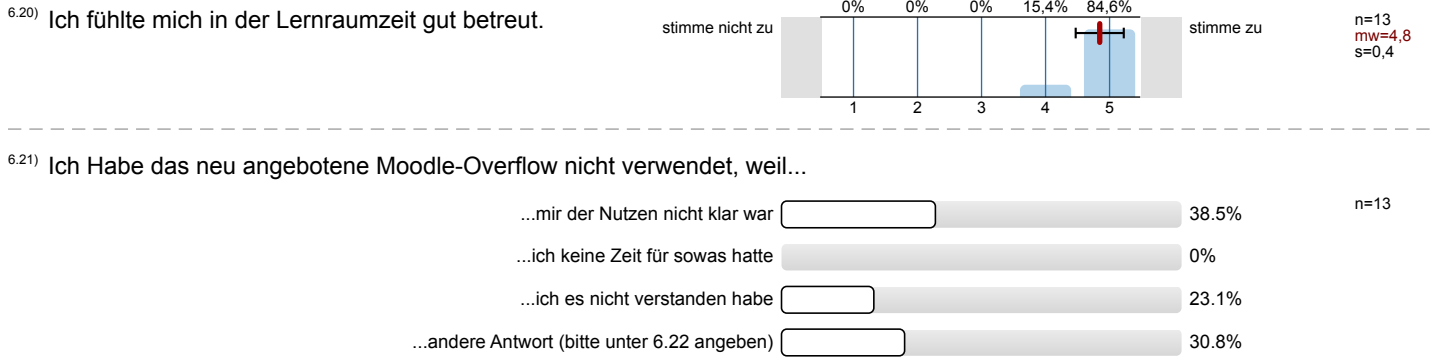 6.20) Ich fühlte mich in der Lernraumzeit gut betreut.
stimme nicht zu
0% 0% 0% 15,4% 84,6%
1 2 3 4 5
stimme zu
n=13
mw=4,8
s=0,4
6.21) Ich Habe das neu angebotene Moodle-Overflow nicht verwendet, weil...
...mir der Nutzen nicht klar war 38.5%
n=13
...ich keine Zeit für sowas hatte 0%
...ich es nicht verstanden habe 23.1%
...andere Antwort (bitte unter 6.22 angeben) 30.8%